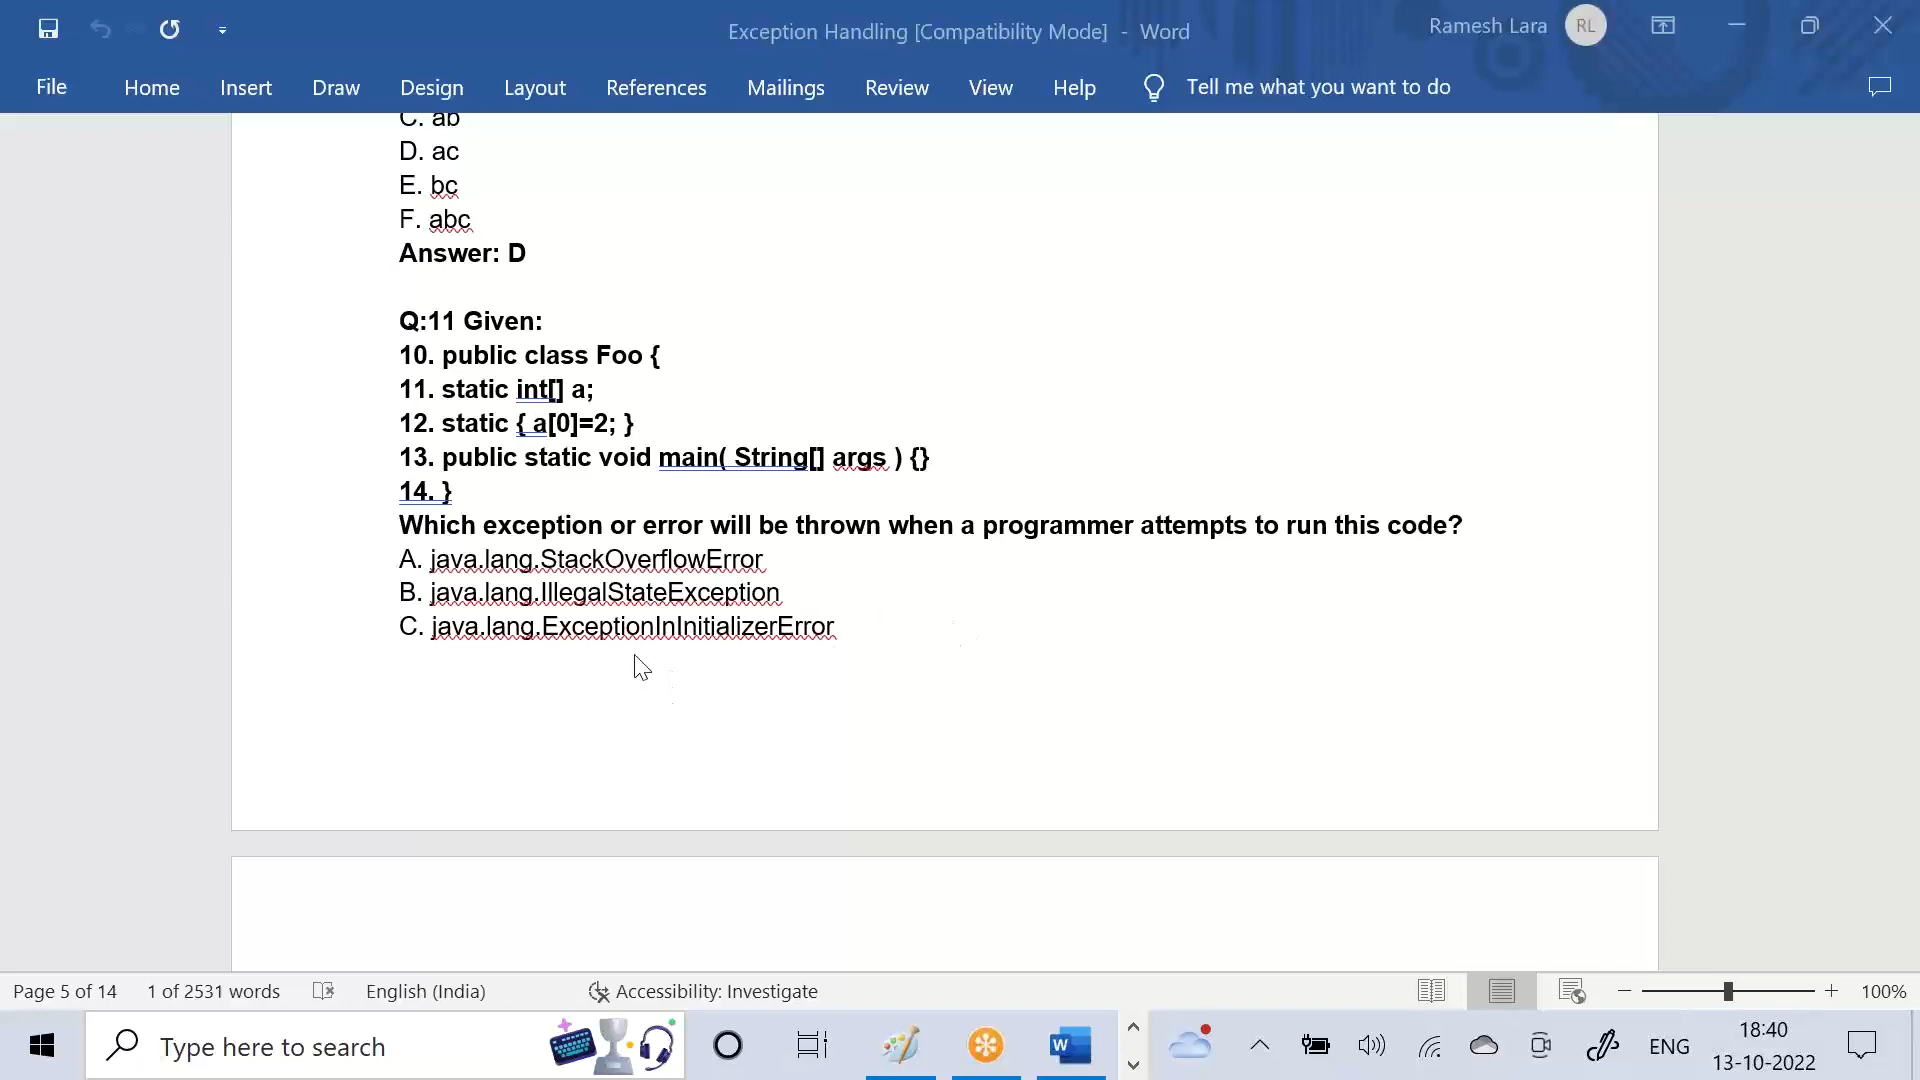 Exception Handling [Compatibility Mode] - Word
Ramesh Lara
RL
File Home Insert Draw Design Layout References Mailings Review View Help Tell me what you want to do
C. ab
D. ac
E. bc
F. abc
Answer: D
Q:11 Given:
10. public class Foo {
11. static int[] a;
12. static { a[0]=2; }
13. public static void main( String[] args ) {}
14. }
Which exception or error will be thrown when a programmer attempts to run this code?
A. java.lang.StackOverflowError
B. java.lang.IllegalStateException
C. java.lang.ExceptionInInitializerError
Page 5 of 14 1 of 2531 words English (India) Accessibility: Investigate 100%
Type here to search
W
ENG
18:40
13-10-2022